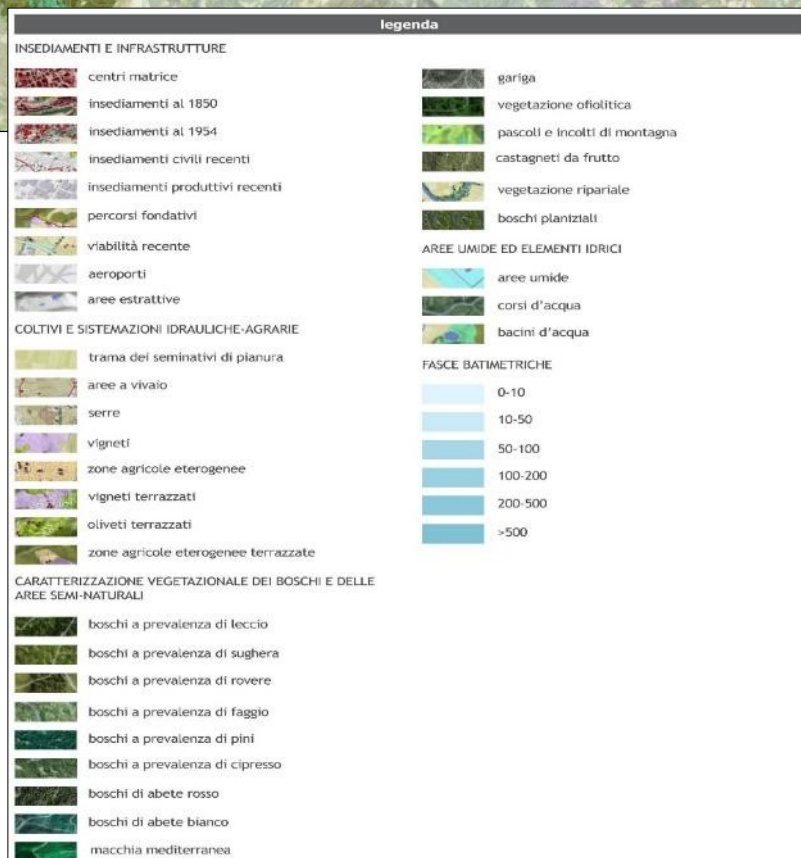 legenda
INSEDIAMENTI E INFRASTRUTTURE
centri matrice
insediamenti al 1850
insediamenti al 1954
insediamenti civili recenti
insediamenti produttivi recenti
percorsi fondativi
viabilità recente
aeroporti
aree estrattive
COLTIVI E SISTEMAZIONI IDRAULICHE-AGRARIE
trama dei seminativi di pianura
aree a vivaio
serre
vigneti
zone agricole eterogenee
vigneti terrazzati
oliveti terrazzati
zone agricole eterogenee terrazzate
CARATTERIZZAZIONE VEGETAZIONALE DEI BOSCHI E DELLE
AREE SEMI-NATURALI
boschi a prevalenza di leccio
boschi a prevalenza di sughera
boschi a prevalenza di rovere
boschi a prevalenza di faggio
boschi a prevalenza di pini
boschi a prevalenza di cipresso
boschi di abete rosso
boschi di abete bianco
macchia mediterranea
gariga
vegetazione ofiolitica
pascoli e incolti di montagna
castagneti da frutto
vegetazione ripariale
boschi planiziali
AREE UMIDE ED ELEMENTI IDRICI
aree umide
corsi d'acqua
bacini d'acqua
FASCE BATIMETRICHE
0-10
10-50
50-100
100-200
200-500
>500